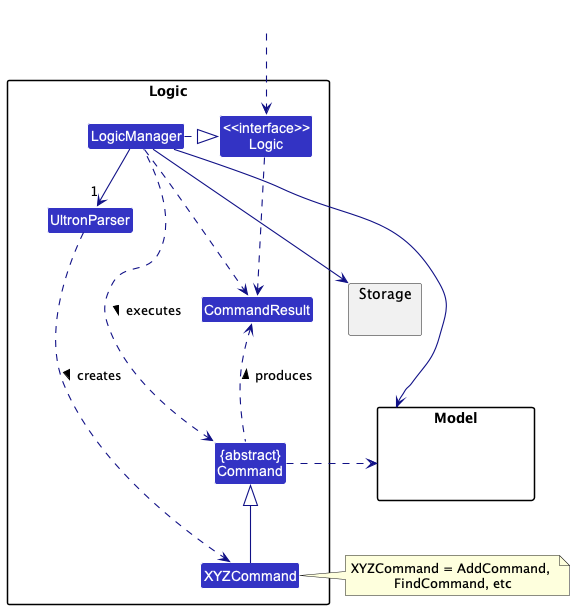 Logic
LogicManager
<<interface>>
Logic
1
UltronParser
Storage
CommandResult
executes
creates
produces
Model
{abstract}
Command
XYZCommand
XYZCommand = AddCommand,
FindCommand, etc